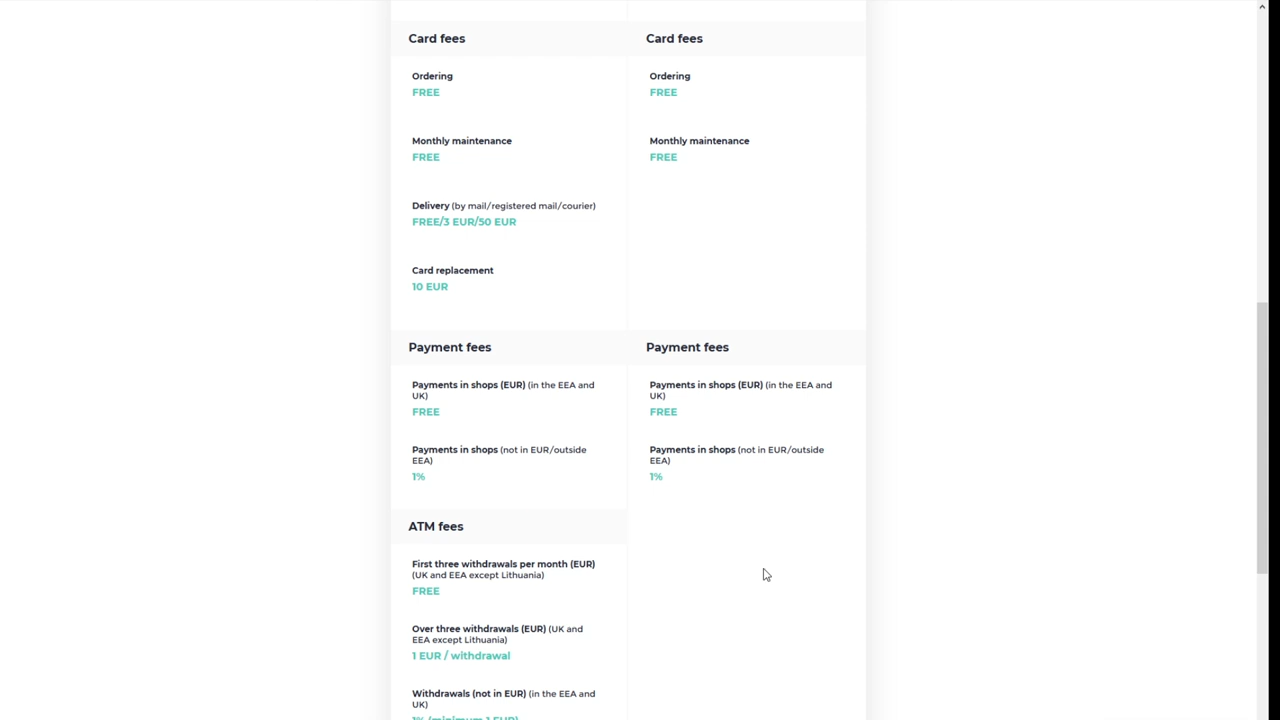 Card fees
Ordering
FREE
Monthly maintenance
FREE
Delivery (by mail/registered mail/courier)
FREE/3 EUR/50 EUR
Card replacement
10 EUR
Payment fees
Payments in shops (EUR) (in the EEA and
UK)
FREE
Payments in shops (not in EUR/outside
EEA)
1%
ATM fees
First three withdrawals per month (EUR)
(UK and EEA except Lithuania)
FREE
Over three withdrawals (EUR) (UK and
EEA except Lithuania)
1 EUR / withdrawal
Withdrawals (not in EUR) (in the EEA and
UK)
1% (minimum 1 EUR)
Card fees
Ordering
FREE
Monthly maintenance
FREE
Payment fees
Payments in shops (EUR) (in the EEA and
UK)
FREE
Payments in shops (not in EUR/outside
EEA)
1%